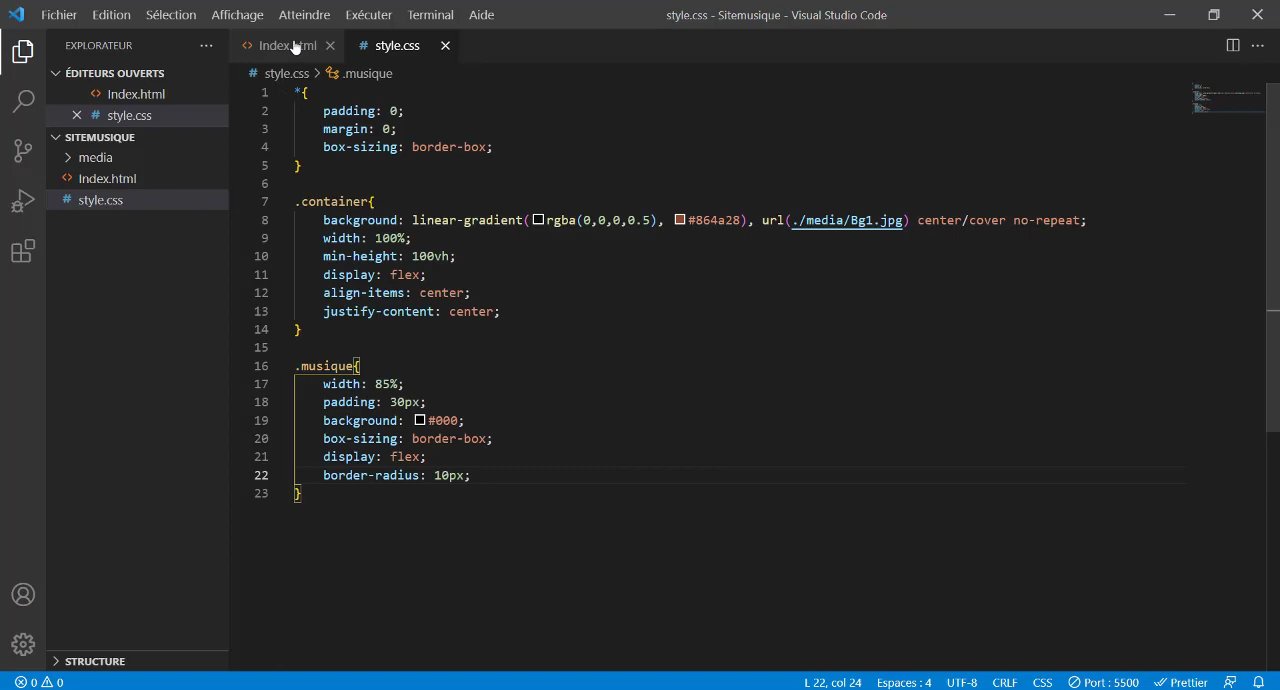 Fichier Edition Sélection Affichage Atteindre Exécuter Terminal Aide
style.css - Sitemusique - Visual Studio Code
EXPLORATEUR
ÉDITEURS OUVERTS
Index.html
# style.css
SITEMUSIQUE
media
Index.html
# style.css
STRUCTURE
Index.html
# style.css
# style.css > .musique
1 *{
2 padding: 0;
3 margin: 0;
4 box-sizing: border-box;
5 }
6
7 .container{
8 background: linear-gradient(rgba(0,0,0,0.5), #864a28), url(./media/Bg1.jpg) center/cover no-repeat;
9 width: 100%;
10 min-height: 100vh;
11 display: flex;
12 align-items: center;
13 justify-content: center;
14 }
15
16 .musique{
17 width: 85%;
18 padding: 30px;
19 background: #000;
20 box-sizing: border-box;
21 display: flex;
22 border-radius: 10px;
23 }
0 0
L 22, col 24 Espaces : 4 UTF-8 CRLF CSS Port : 5500 Prettier